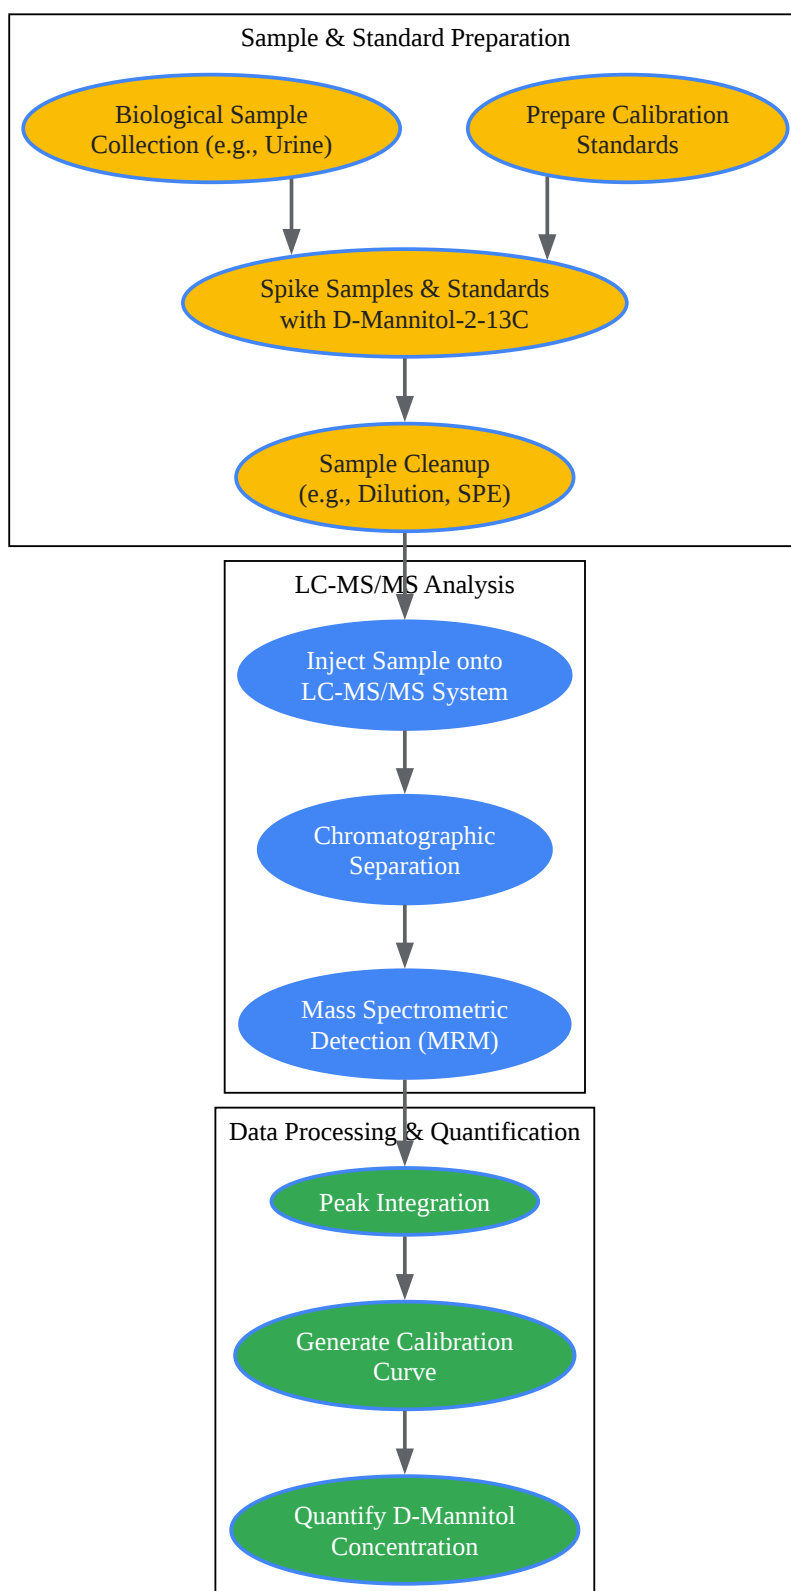 Sample & Standard Preparation
Biological Sample
Collection (e.g., Urine)
Prepare Calibration
Standards
Spike Samples & Standards
with D-Mannitol-2-13C
Sample Cleanup
(e.g., Dilution, SPE)
LC-MS/MS Analysis
Inject Sample onto
LC-MS/MS System
Chromatographic
Separation
Mass Spectrometric
Detection (MRM)
Data Processing & Quantification
Peak Integration
Generate Calibration
Curve
Quantify D-Mannitol
Concentration